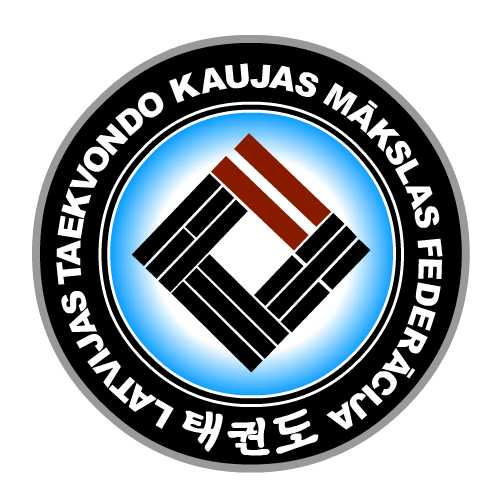 LATVIJAS TAEKVONDO KAUJAS MĀKSLAS FEDERĀCIJA
태권도